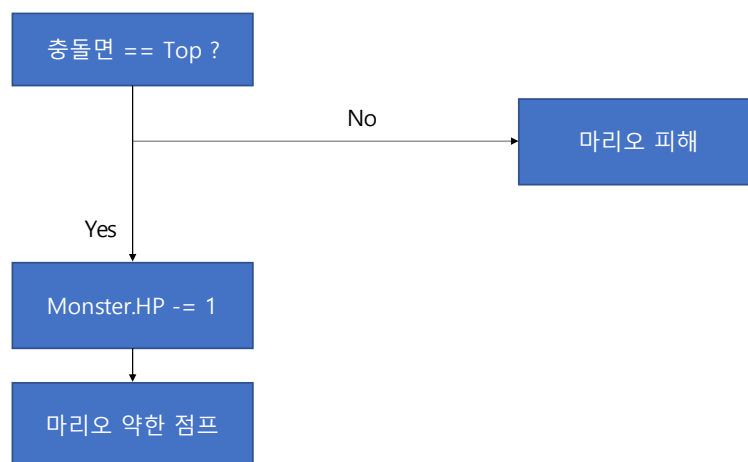 충돌면 == Top ?
No
마리오 피해
Yes
Monster.HP -= 1
마리오 약한 점프